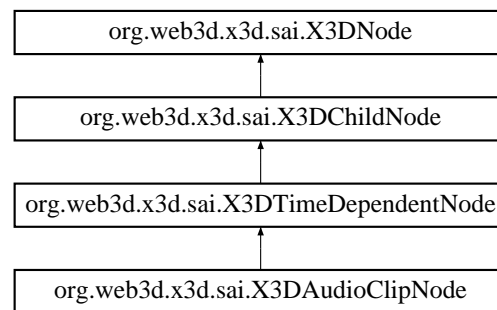 org.web3d.x3d.sai.X3DNode
org.web3d.x3d.sai.X3DChildNode
org.web3d.x3d.sai.X3DTimeDependentNode
org.web3d.x3d.sai.X3DAudioClipNode